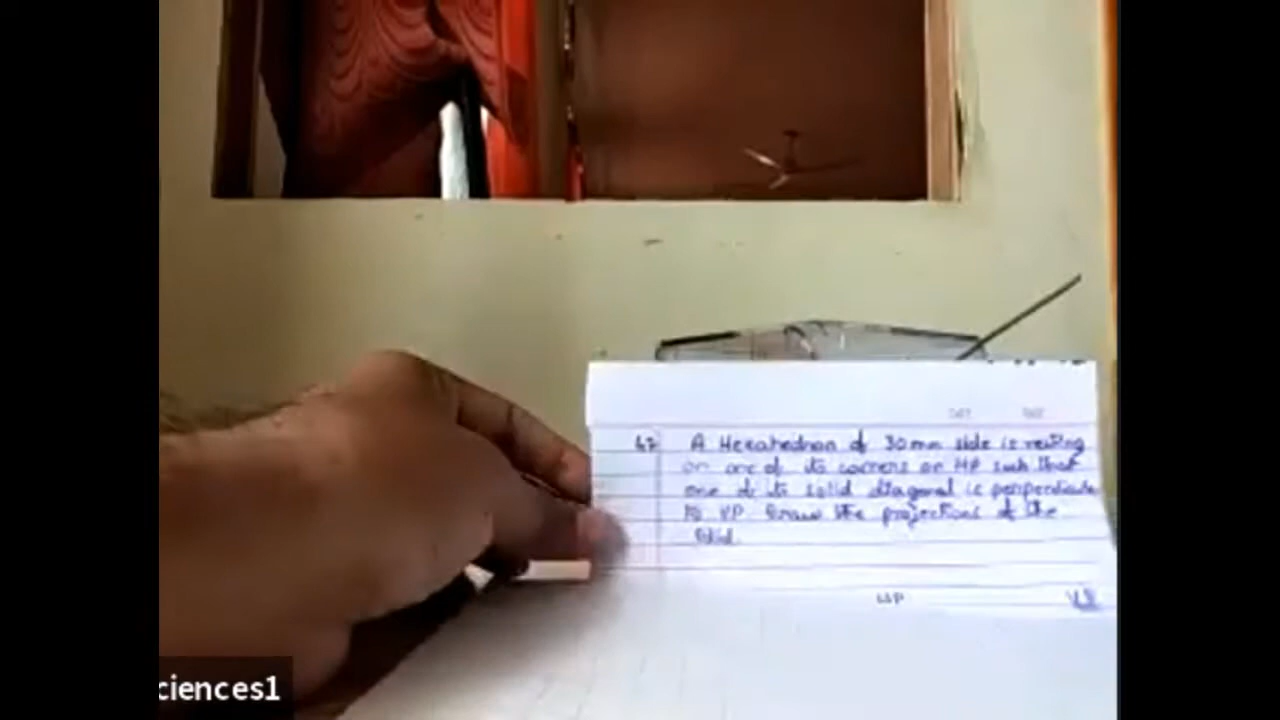 47 A Hexahedron of 30mm side is resting
on one of its corners on HP such that
one of its solid diagonal is perpendicular
to VP Draw the projections of the
Solid.
ciences1